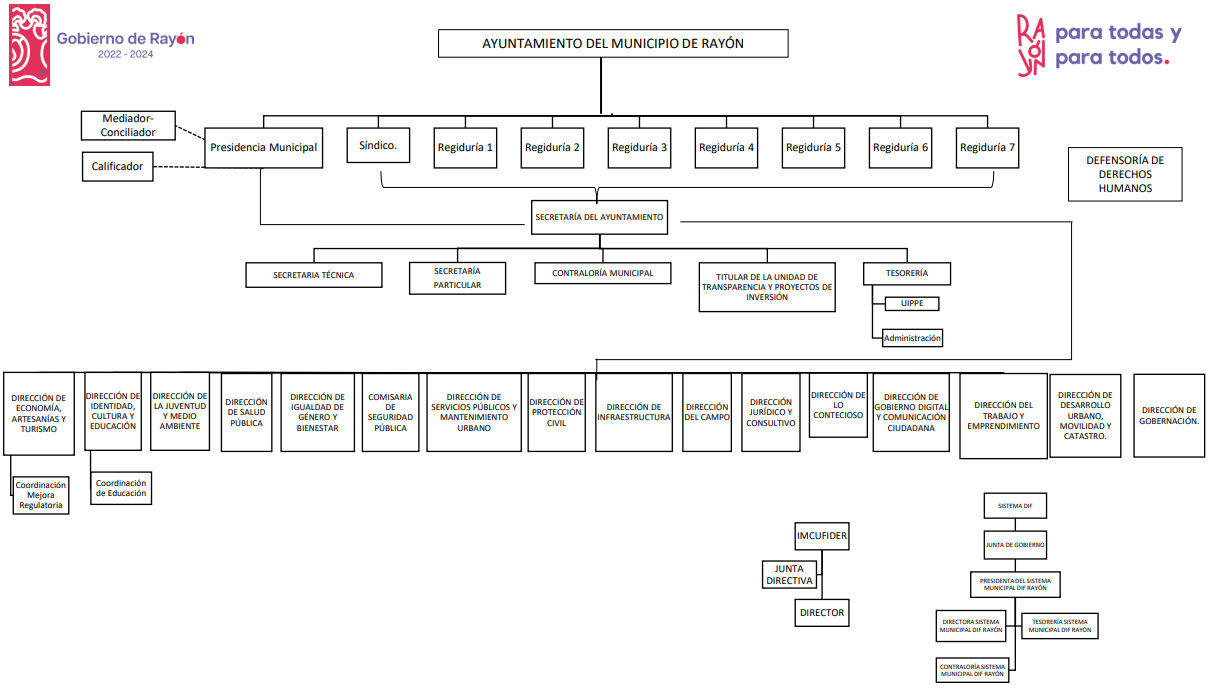 Gobierno de Rayón
2022 - 2024
AYUNTAMIENTO DEL MUNICIPIO DE RAYÓN
RAYÓN
para todas y
para todos.
Mediador-
Conciliador
Calificador
Presidencia Municipal
Síndico.
Regiduría 1
Regiduría 2
Regiduría 3
Regiduría 4
Regiduría 5
Regiduría 6
Regiduría 7
DEFENSORÍA DE
DERECHOS
HUMANOS
SECRETARÍA DEL AYUNTAMIENTO
SECRETARIA TÉCNICA
SECRETARÍA
PARTICULAR
CONTRALORÍA MUNICIPAL
TITULAR DE LA UNIDAD DE
TRANSPARENCIA Y PROYECTOS DE
INVERSIÓN
TESORERÍA
UIPPE
Administración
DIRECCIÓN DE
ECONOMÍA,
ARTESANÍAS Y
TURISMO
DIRECCIÓN DE
IDENTIDAD,
CULTURA Y
EDUCACIÓN
DIRECCIÓN DE
LA JUVENTUD
Y MEDIO
AMBIENTE
DIRECCIÓN
DE SALUD
PÚBLICA
DIRECCIÓN DE
IGUALDAD DE
GÉNERO Y
BIENESTAR
COMISARIA
DE
SEGURIDAD
PÚBLICA
DIRECCIÓN DE
SERVICIOS PÚBLICOS Y
MANTENIMIENTO
URBANO
DIRECCIÓN DE
PROTECCIÓN
CIVIL
DIRECCIÓN DE
INFRAESTRUCTURA
DIRECCIÓN
DEL CAMPO
DIRECCIÓN
JURÍDICO Y
CONSULTIVO
DIRECCIÓN DE
LO
CONTECIOSO
DIRECCIÓN DE
GOBIERNO DIGITAL
Y COMUNICACIÓN
CIUDADANA
DIRECCIÓN DEL
TRABAJO Y
EMPRENDIMIENTO
DIRECCIÓN DE
DESARROLLO
URBANO,
MOVILIDAD Y
CATASTRO.
DIRECCIÓN DE
GOBERNACIÓN.
Coordinación
Mejora
Regulatoria
Coordinación
de Educación
IMCUFIDER
JUNTA
DIRECTIVA
DIRECTOR
SISTEMA DIF
JUNTA DE GOBIERNO
PRESIDENTA DEL SISTEMA
MUNICIPAL DIF RAYÓN
DIRECTORA SISTEMA
MUNICIPAL DIF RAYÓN
TESORERÍA SISTEMA
MUNICIPAL DIF RAYÓN
CONTRALORÍA SISTEMA
MUNICIPAL DIF RAYÓN